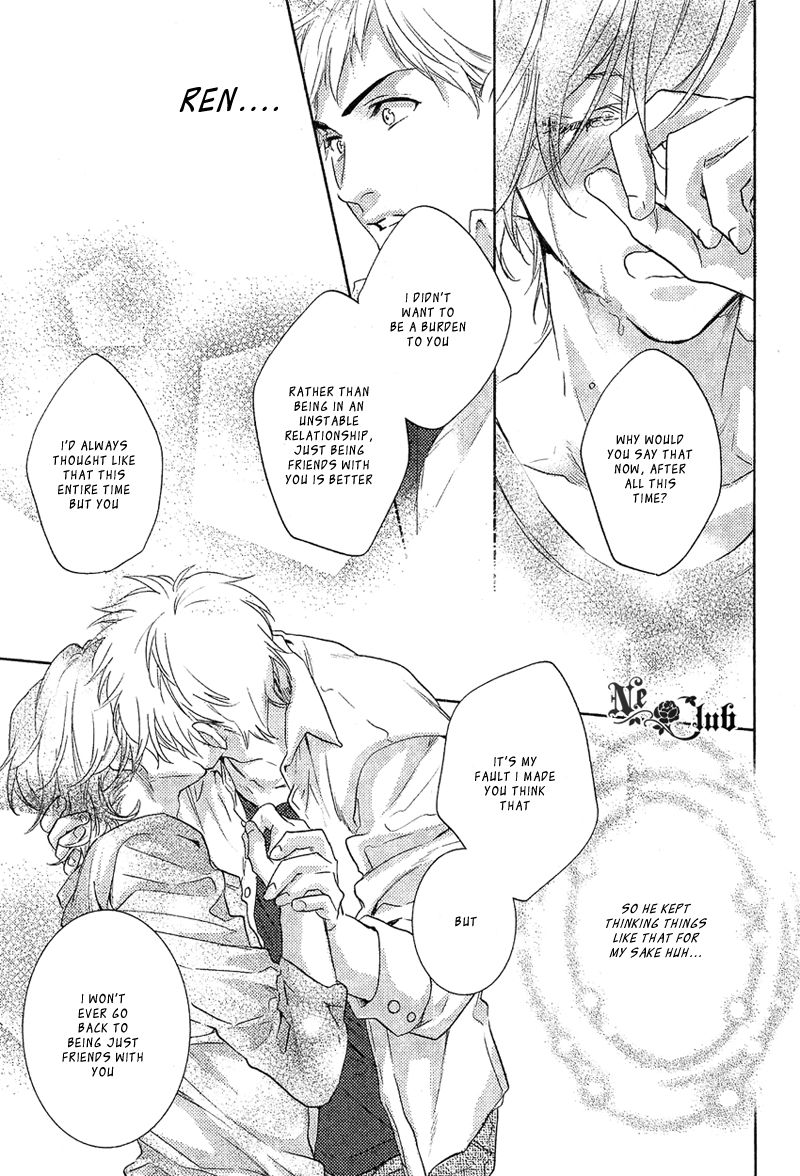 WHY WOULD
YOU SAY THAT
NOW, AFTER
ALL THIS
TIME?
I DIDN'T
WANT TO
BE A BURDEN
TO YOU
RATHER THAN
BEING IN AN
UNSTABLE
RELATIONSHIP,
JUST BEING
FRIENDS WITH
YOU IS BETTER
REN....
I'D ALWAYS
THOUGHT LIKE
THAT THIS
ENTIRE TIME
BUT YOU
Ne Club
SO HE KEPT
THINKING THINGS
LIKE THAT FOR
MY SAKE HUH...
IT'S MY
FAULT I MADE
YOU THINK
THAT
BUT
I WON'T
EVER GO
BACK TO
BEING JUST
FRIENDS WITH
YOU